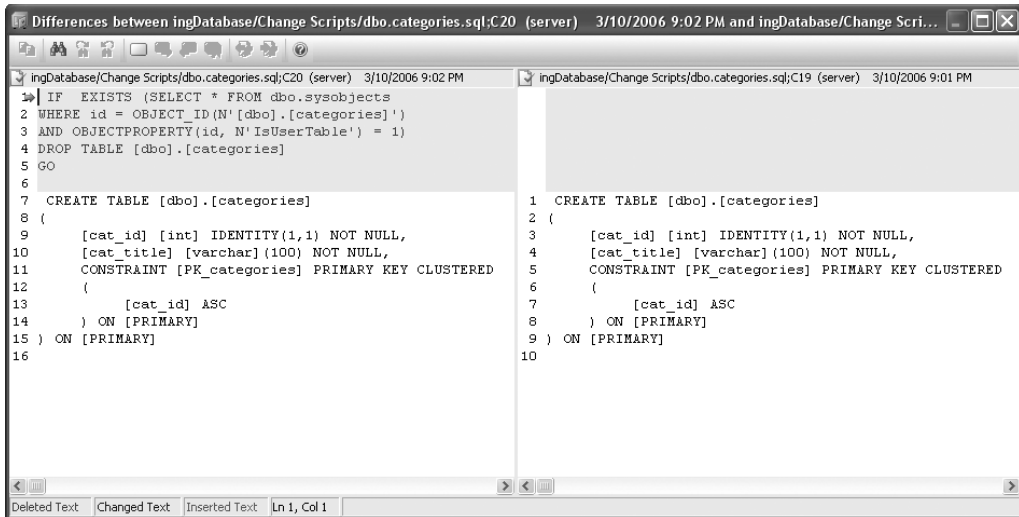 Differences between ingDatabase/Change Scripts/dbo.categories.sql;C20 (server) 3/10/2006 9:02 PM and ingDatabase/Change Scri...
ingDatabase/Change Scripts/dbo.categories.sql;C20 (server) 3/10/2006 9:02 PM
1 IF EXISTS (SELECT * FROM dbo.sysobjects
2 WHERE id = OBJECT_ID(N'[dbo].[categories]')
3 AND OBJECTPROPERTY(id, N'IsUserTable') = 1)
4 DROP TABLE [dbo].[categories]
5 GO
6
7 CREATE TABLE [dbo].[categories]
8 (
9 [cat_id] [int] IDENTITY(1,1) NOT NULL,
10 [cat_title] [varchar](100) NOT NULL,
11 CONSTRAINT [PK_categories] PRIMARY KEY CLUSTERED
12 (
13 [cat_id] ASC
14 ) ON [PRIMARY]
15 ) ON [PRIMARY]
16
ingDatabase/Change Scripts/dbo.categories.sql;C19 (server) 3/10/2006 9:01 PM
1 CREATE TABLE [dbo].[categories]
2 (
3 [cat_id] [int] IDENTITY(1,1) NOT NULL,
4 [cat_title] [varchar](100) NOT NULL,
5 CONSTRAINT [PK_categories] PRIMARY KEY CLUSTERED
6 (
7 [cat_id] ASC
8 ) ON [PRIMARY]
9 ) ON [PRIMARY]
10
Deleted Text Changed Text Inserted Text Ln 1, Col 1